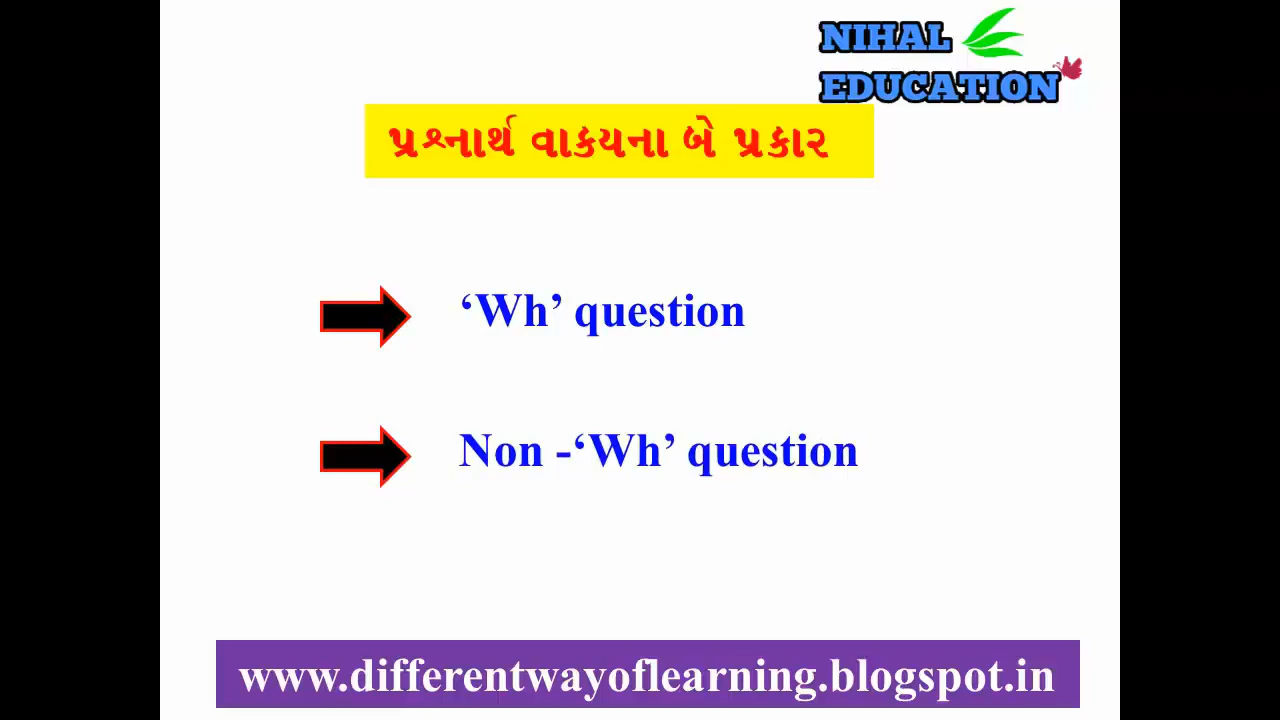 NIHAL
EDUCATION
પ્રશ્નાર્થ વાકયના બે પ્રકાર
‘Wh’ question
Non -‘Wh’ question
www.differentwayoflearning.blogspot.in